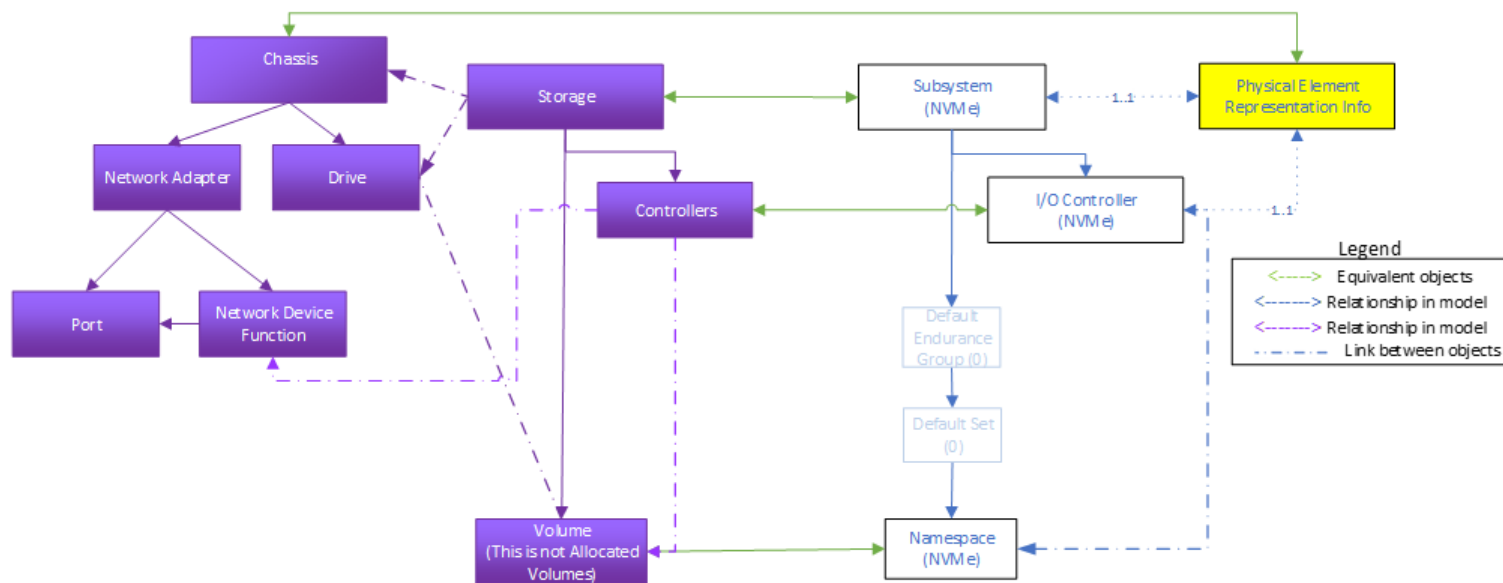 Chassis
Storage
Subsystem
(NVMe)
1..1
Physical Element
Representation Info
Network Adapter
Drive
Controllers
I/O Controller
(NVMe)
1..1
Legend
Equivalent objects
Relationship in model
Relationship in model
Link between objects
Port
Network Device
Function
Default
Endurance
Group (0)
Default Set
(0)
Volume
(This is not Allocated
Volumes)
Namespace
(NVMe)